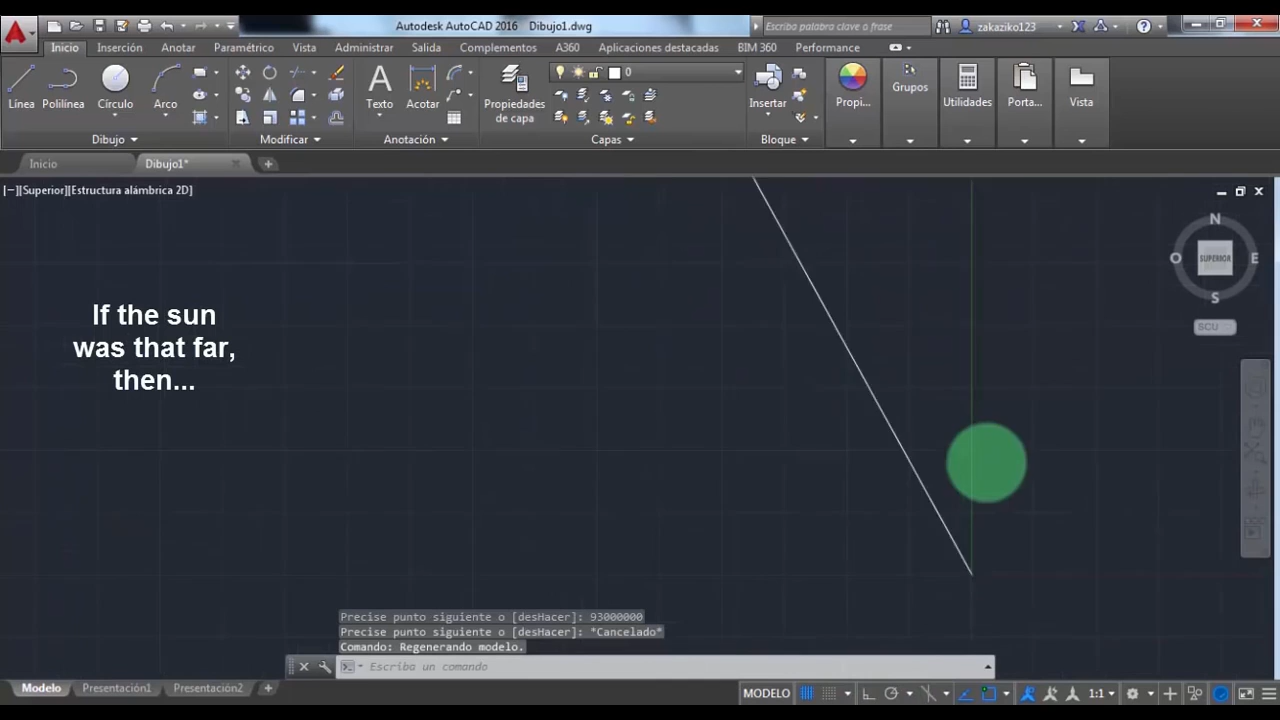 Autodesk AutoCAD 2016 Dibujo1.dwg
Escriba palabra clave o frase
zakaziko123
Inicio Inserción Anotar Paramétrico Vista Administrar Salida Complementos A360 Aplicaciones destacadas BIM 360 Performance
0
Línea Polilínea Círculo Arco Texto Acotar Propiedades de capa Insertar Propi... Grupos Utilidades Porta... Vista
Dibujo Modificar Anotación Capas Bloque
Inicio Dibujo1*
[−][Superior][Estructura alámbrica 2D]
N
O SUPERIOR E
S
SCU
If the sun
was that far,
then...
Precise punto siguiente o [desHacer]: 93000000
Precise punto siguiente o [desHacer]: *Cancelado*
Comando: Regenerando modelo.
Escriba un comando
Modelo Presentación1 Presentación2
MODELO 1:1